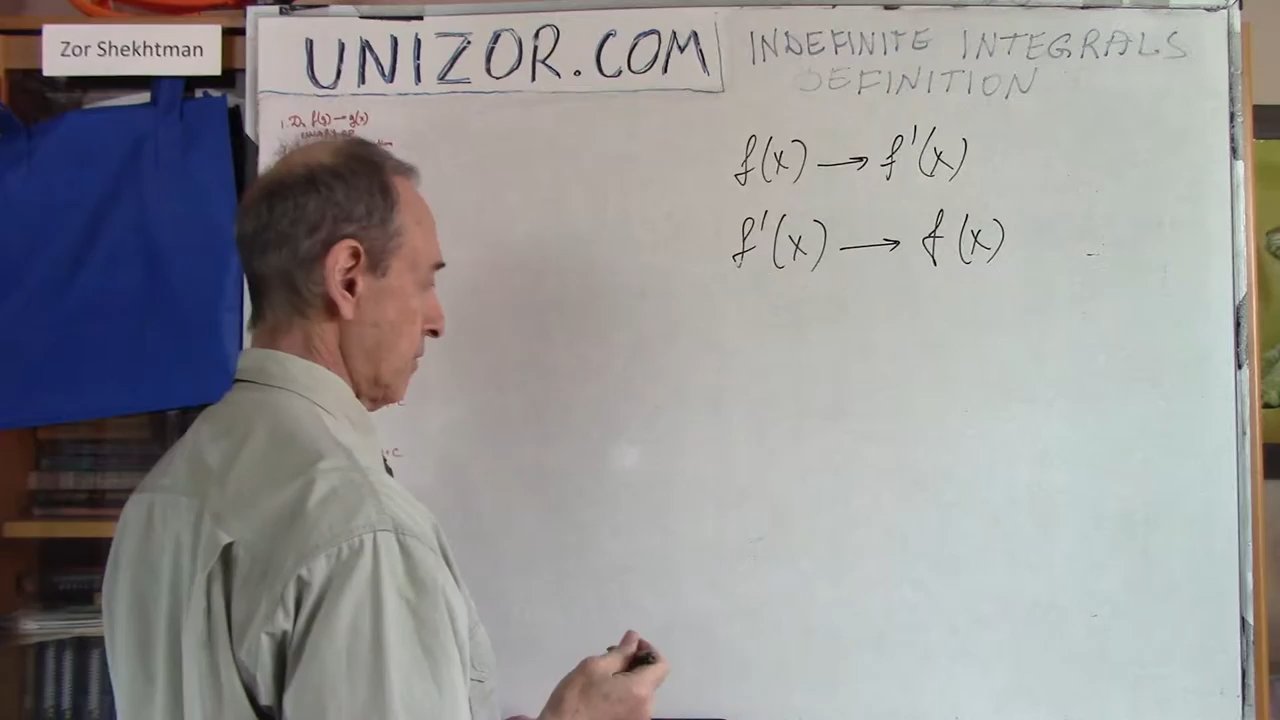 Zor Shekhtman
UNIZOR.COM
INDEFINITE INTEGRALS
DEFINITION
f(x) → f'(x)
f'(x) → f(x)